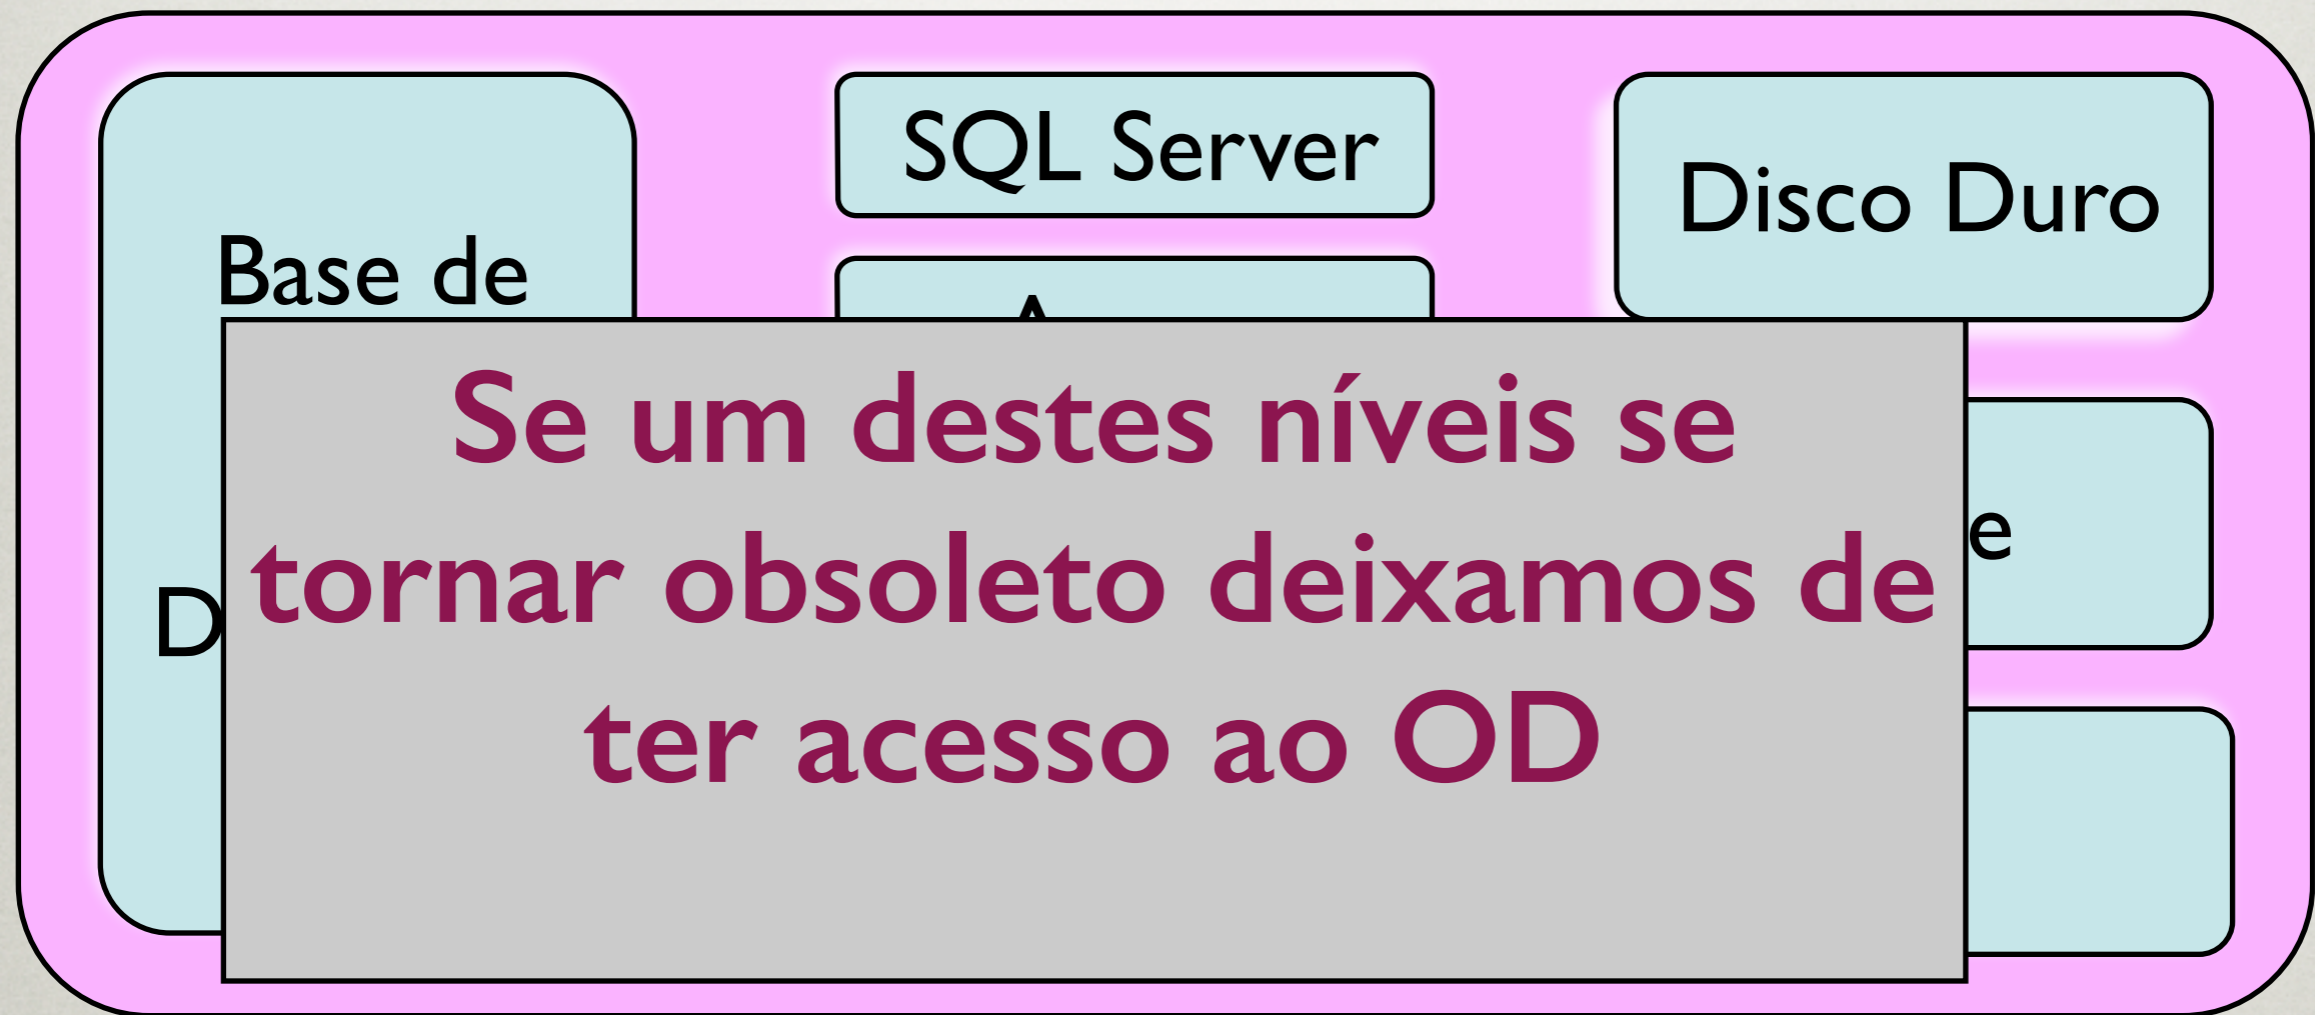 Base de
D
SQL Server
Disco Duro
e
Se um destes níveis se
tornar obsoleto deixamos de
ter acesso ao OD